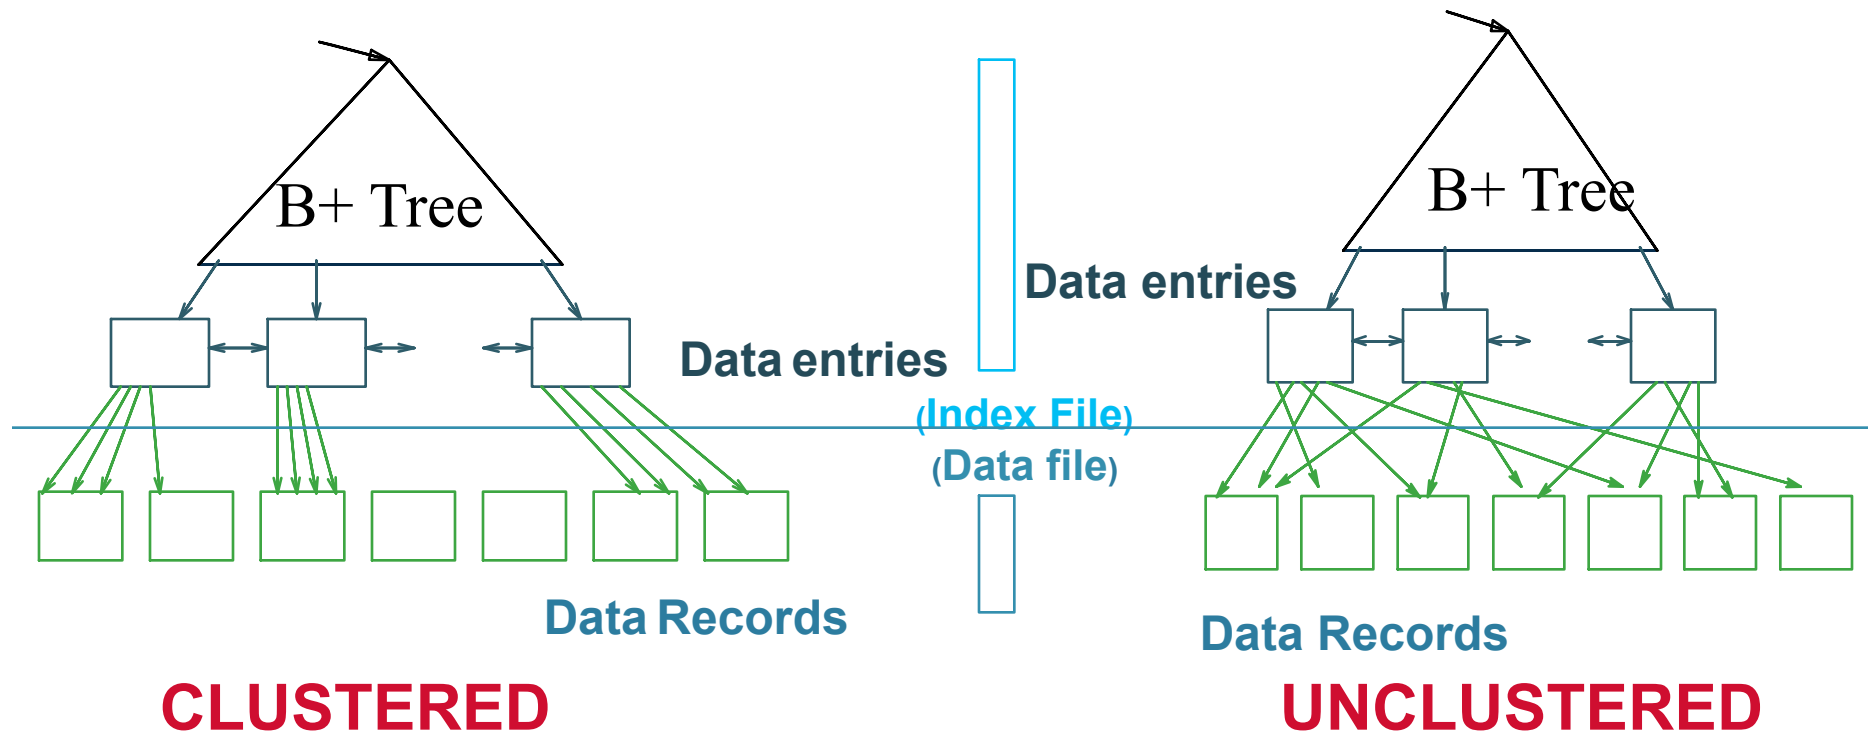 B+ Tree
B+ Tree
Data entries
Data entries
(Index File)
(Data file)
Data Records
Data Records
CLUSTERED
UNCLUSTERED